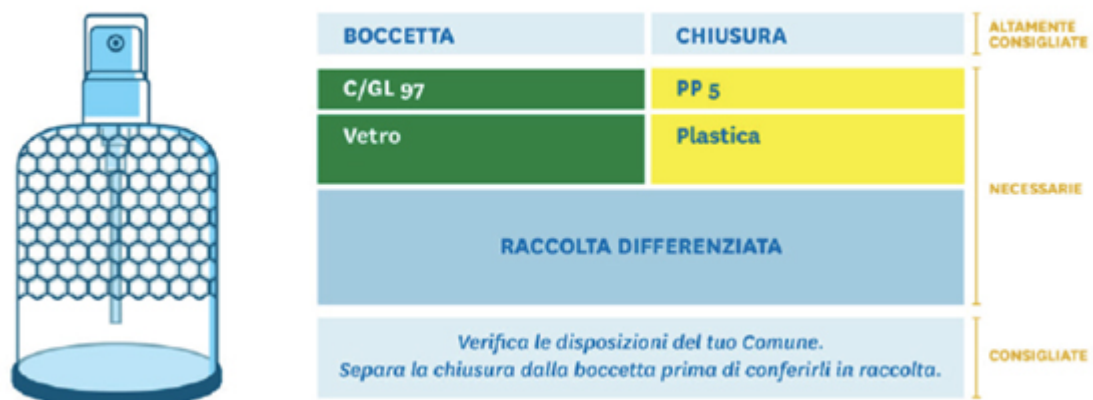 BOCCETTA
CHIUSURA
ALTAMENTE
CONSIGLIATE
C/GL 97
PP 5
Vetro
Plastica
NECESSARIE
RACCOLTA DIFFERENZIATA
Verifica le disposizioni del tuo Comune.
Separa la chiusura dalla boccetta prima di conferirli in raccolta.
CONSIGLIATE